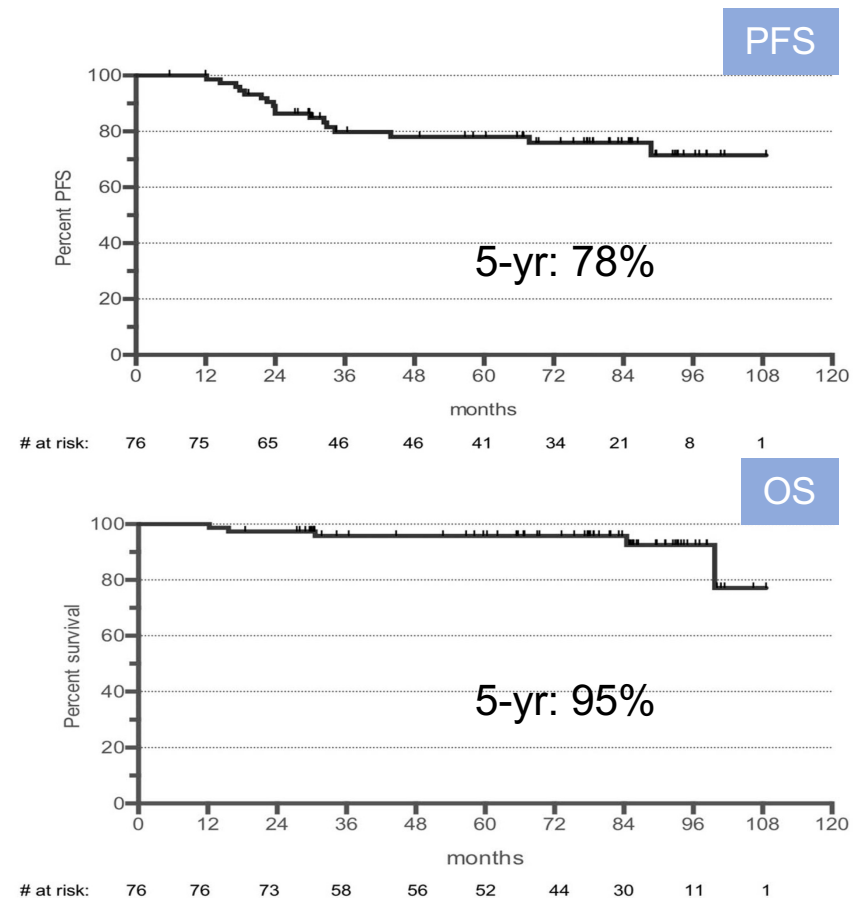 PFS
100
80
60
40
20
0
Percent PFS
5-yr: 78%
0 12 24 36 48 60 72 84 96 108 120
months
# at risk: 76 75 65 46 46 41 34 21 8 1
OS
100
80
60
40
20
0
Percent survival
5-yr: 95%
0 12 24 36 48 60 72 84 96 108 120
months
# at risk: 76 76 73 58 56 52 44 30 11 1